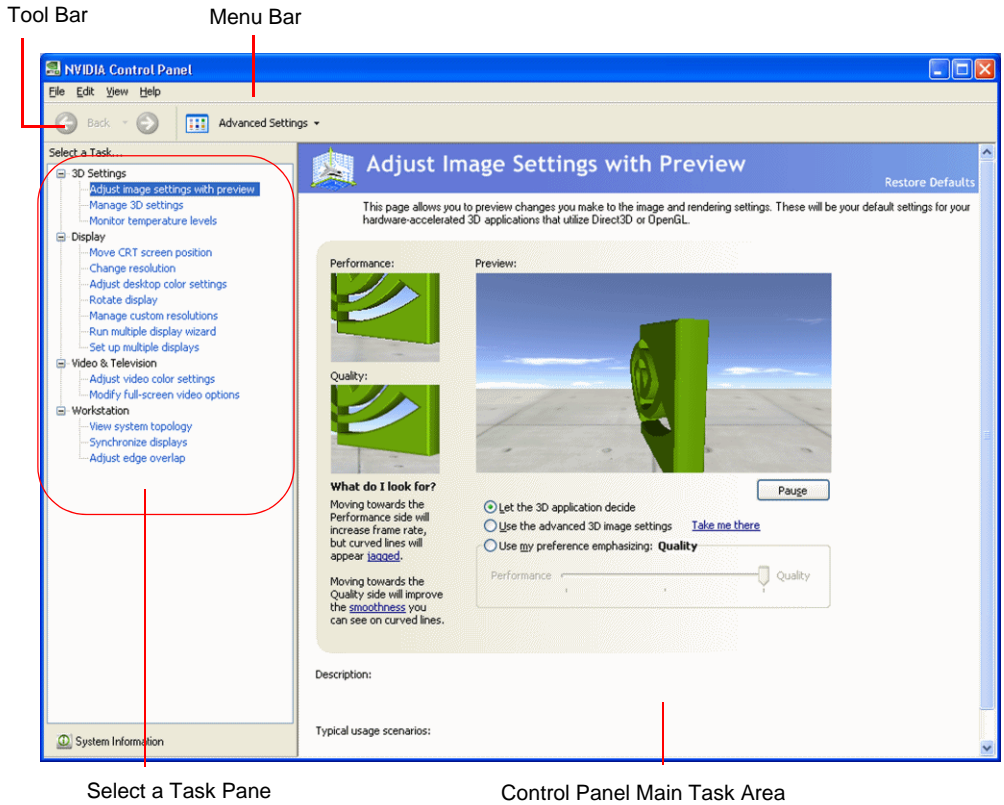 Tool Bar
Menu Bar
NVIDIA Control Panel
File Edit View Help
Back
Advanced Settings
Select a Task...
3D Settings
Adjust image settings with preview
Manage 3D settings
Monitor temperature levels
Display
Move CRT screen position
Change resolution
Adjust desktop color settings
Rotate display
Manage custom resolutions
Run multiple display wizard
Set up multiple displays
Video & Television
Adjust video color settings
Modify full-screen video options
Workstation
View system topology
Synchronize displays
Adjust edge overlap
System Information
Adjust Image Settings with Preview
Restore Defaults
This page allows you to preview changes you make to the image and rendering settings. These will be your default settings for your
hardware-accelerated 3D applications that utilize Direct3D or OpenGL.
Performance:
Preview:
Quality:
What do I look for?
Moving towards the
Performance side will
increase frame rate,
but curved lines will
appear jagged.
Moving towards the
Quality side will improve
the smoothness you
can see on curved lines.
Pause
Let the 3D application decide
Use the advanced 3D image settings Take me there
Use my preference emphasizing: Quality
Performance Quality
Description:
Typical usage scenarios:
Select a Task Pane
Control Panel Main Task Area